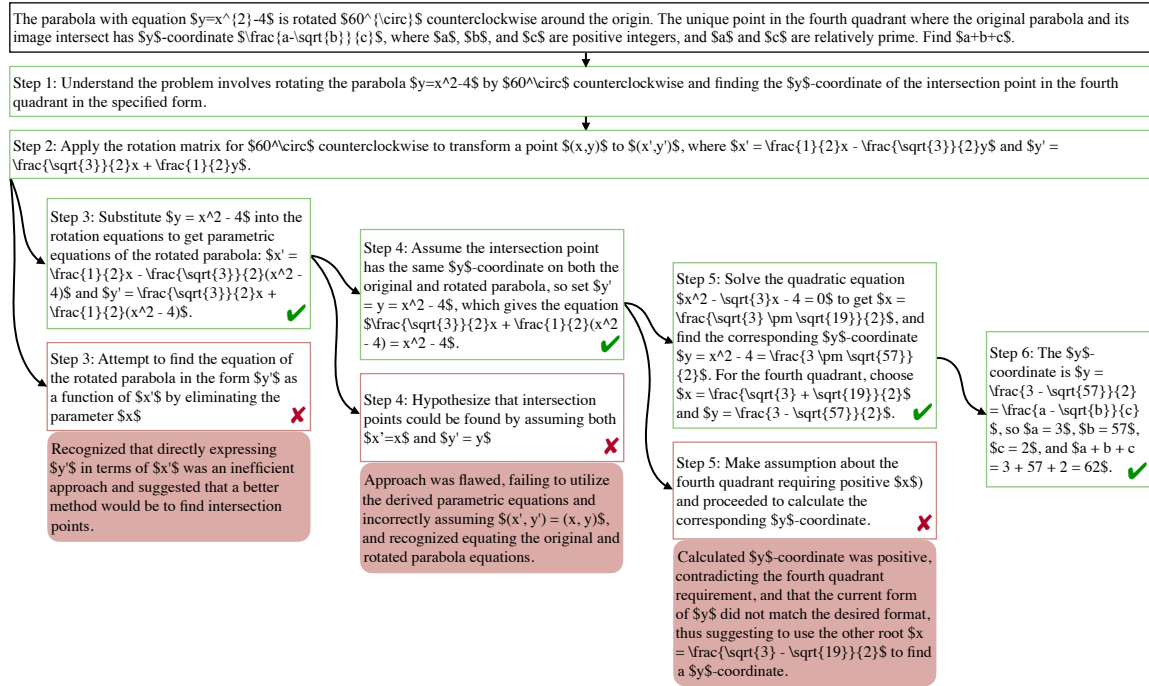 The parabola with equation $y=x^{2}-4$ is rotated $60^{\circ}$ counterclockwise around the origin. The unique point in the fourth quadrant where the original parabola and its
image intersect has $y$-coordinate $\frac{a-\sqrt{b}}{c}$, where $a$, $b$, and $c$ are positive integers, and $a$ and $c$ are relatively prime. Find $a+b+c$.
Step 1: Understand the problem involves rotating the parabola $y=x^2-4$ by $60^\circ$ counterclockwise and finding the $y$-coordinate of the intersection point in the fourth
quadrant in the specified form.
Step 2: Apply the rotation matrix for $60^\circ$ counterclockwise to transform a point $(x,y)$ to $(x',y')$, where $x' = \frac{1}{2}x - \frac{\sqrt{3}}{2}y$ and $y' =
\frac{\sqrt{3}}{2}x + \frac{1}{2}y$.
Step 3: Substitute $y = x^2 - 4$ into the
rotation equations to get parametric
equations of the rotated parabola: $x' =
\frac{1}{2}x - \frac{\sqrt{3}}{2}(x^2 -
4)$ and $y' = \frac{\sqrt{3}}{2}x +
\frac{1}{2}(x^2 - 4)$.
Step 3: Attempt to find the equation of
the rotated parabola in the form $y'$ as
a function of $x'$ by eliminating the
parameter $x$
Recognized that directly expressing
$y'$ in terms of $x'$ was an inefficient
approach and suggested that a better
method would be to find intersection
points.
Step 4: Assume the intersection point
has the same $y$-coordinate on both the
original and rotated parabola, so set $y'
= y = x^2 - 4$, which gives the equation
$\frac{\sqrt{3}}{2}x + \frac{1}{2}(x^2
- 4) = x^2 - 4$.
Step 4: Hypothesize that intersection
points could be found by assuming both
$x'=x$ and $y' = y$
Approach was flawed, failing to utilize
the derived parametric equations and
incorrectly assuming $(x', y') = (x, y)$,
and recognized equating the original and
rotated parabola equations.
Step 5: Solve the quadratic equation
$x^2 - \sqrt{3}x - 4 = 0$ to get $x =
\frac{\sqrt{3} \pm \sqrt{19}}{2}$, and
find the corresponding $y$-coordinate
$y = x^2 - 4 = \frac{3 \pm \sqrt{57}}
{2}$. For the fourth quadrant, choose
$x = \frac{\sqrt{3} + \sqrt{19}}{2}$
and $y = \frac{3 - \sqrt{57}}{2}$.
Step 5: Make assumption about the
fourth quadrant requiring positive $x$)
and proceeded to calculate the
corresponding $y$-coordinate.
Calculated $y$-coordinate was positive,
contradicting the fourth quadrant
requirement, and that the current form
of $y$ did not match the desired format,
thus suggesting to use the other root $x
= \frac{\sqrt{3} - \sqrt{19}}{2}$ to find
a $y$-coordinate.
Step 6: The $y$-
coordinate is $y =
\frac{3 - \sqrt{57}}{2}
= \frac{a - \sqrt{b}}{c}
$, so $a = 3$, $b = 57$,
$c = 2$, and $a + b + c
= 3 + 57 + 2 = 62$.